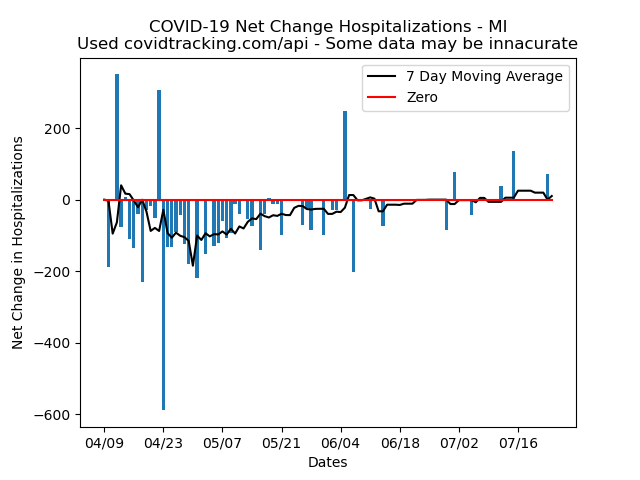 COVID-19 Net Change Hospitalizations - MI
Used covidtracking.com/api - Some data may be innacurate
7 Day Moving Average
Zero
Net Change in Hospitalizations
200
0
−200
−400
−600
04/09 04/23 05/07 05/21 06/04 06/18 07/02 07/16
Dates